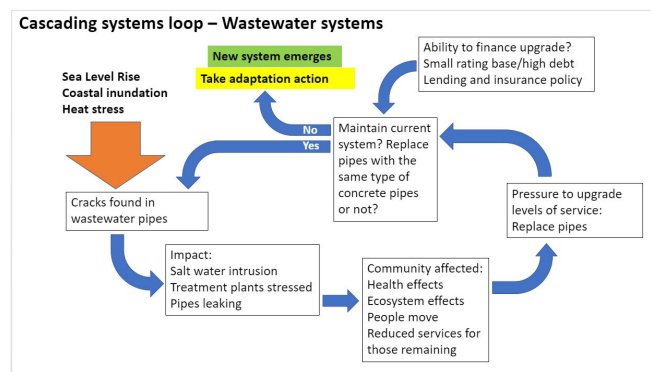 Cascading systems loop – Wastewater systems
New system emerges
Take adaptation action
Ability to finance upgrade?
Small rating base/high debt
Lending and insurance policy
Sea Level Rise
Coastal inundation
Heat stress
No
Yes
Maintain current
system? Replace
pipes with the
same type of
concrete pipes
or not?
Cracks found in
wastewater pipes
Pressure to upgrade
levels of service:
Replace pipes
Impact:
Salt water intrusion
Treatment plants stressed
Pipes leaking
Community affected:
Health effects
Ecosystem effects
People move
Reduced services for
those remaining